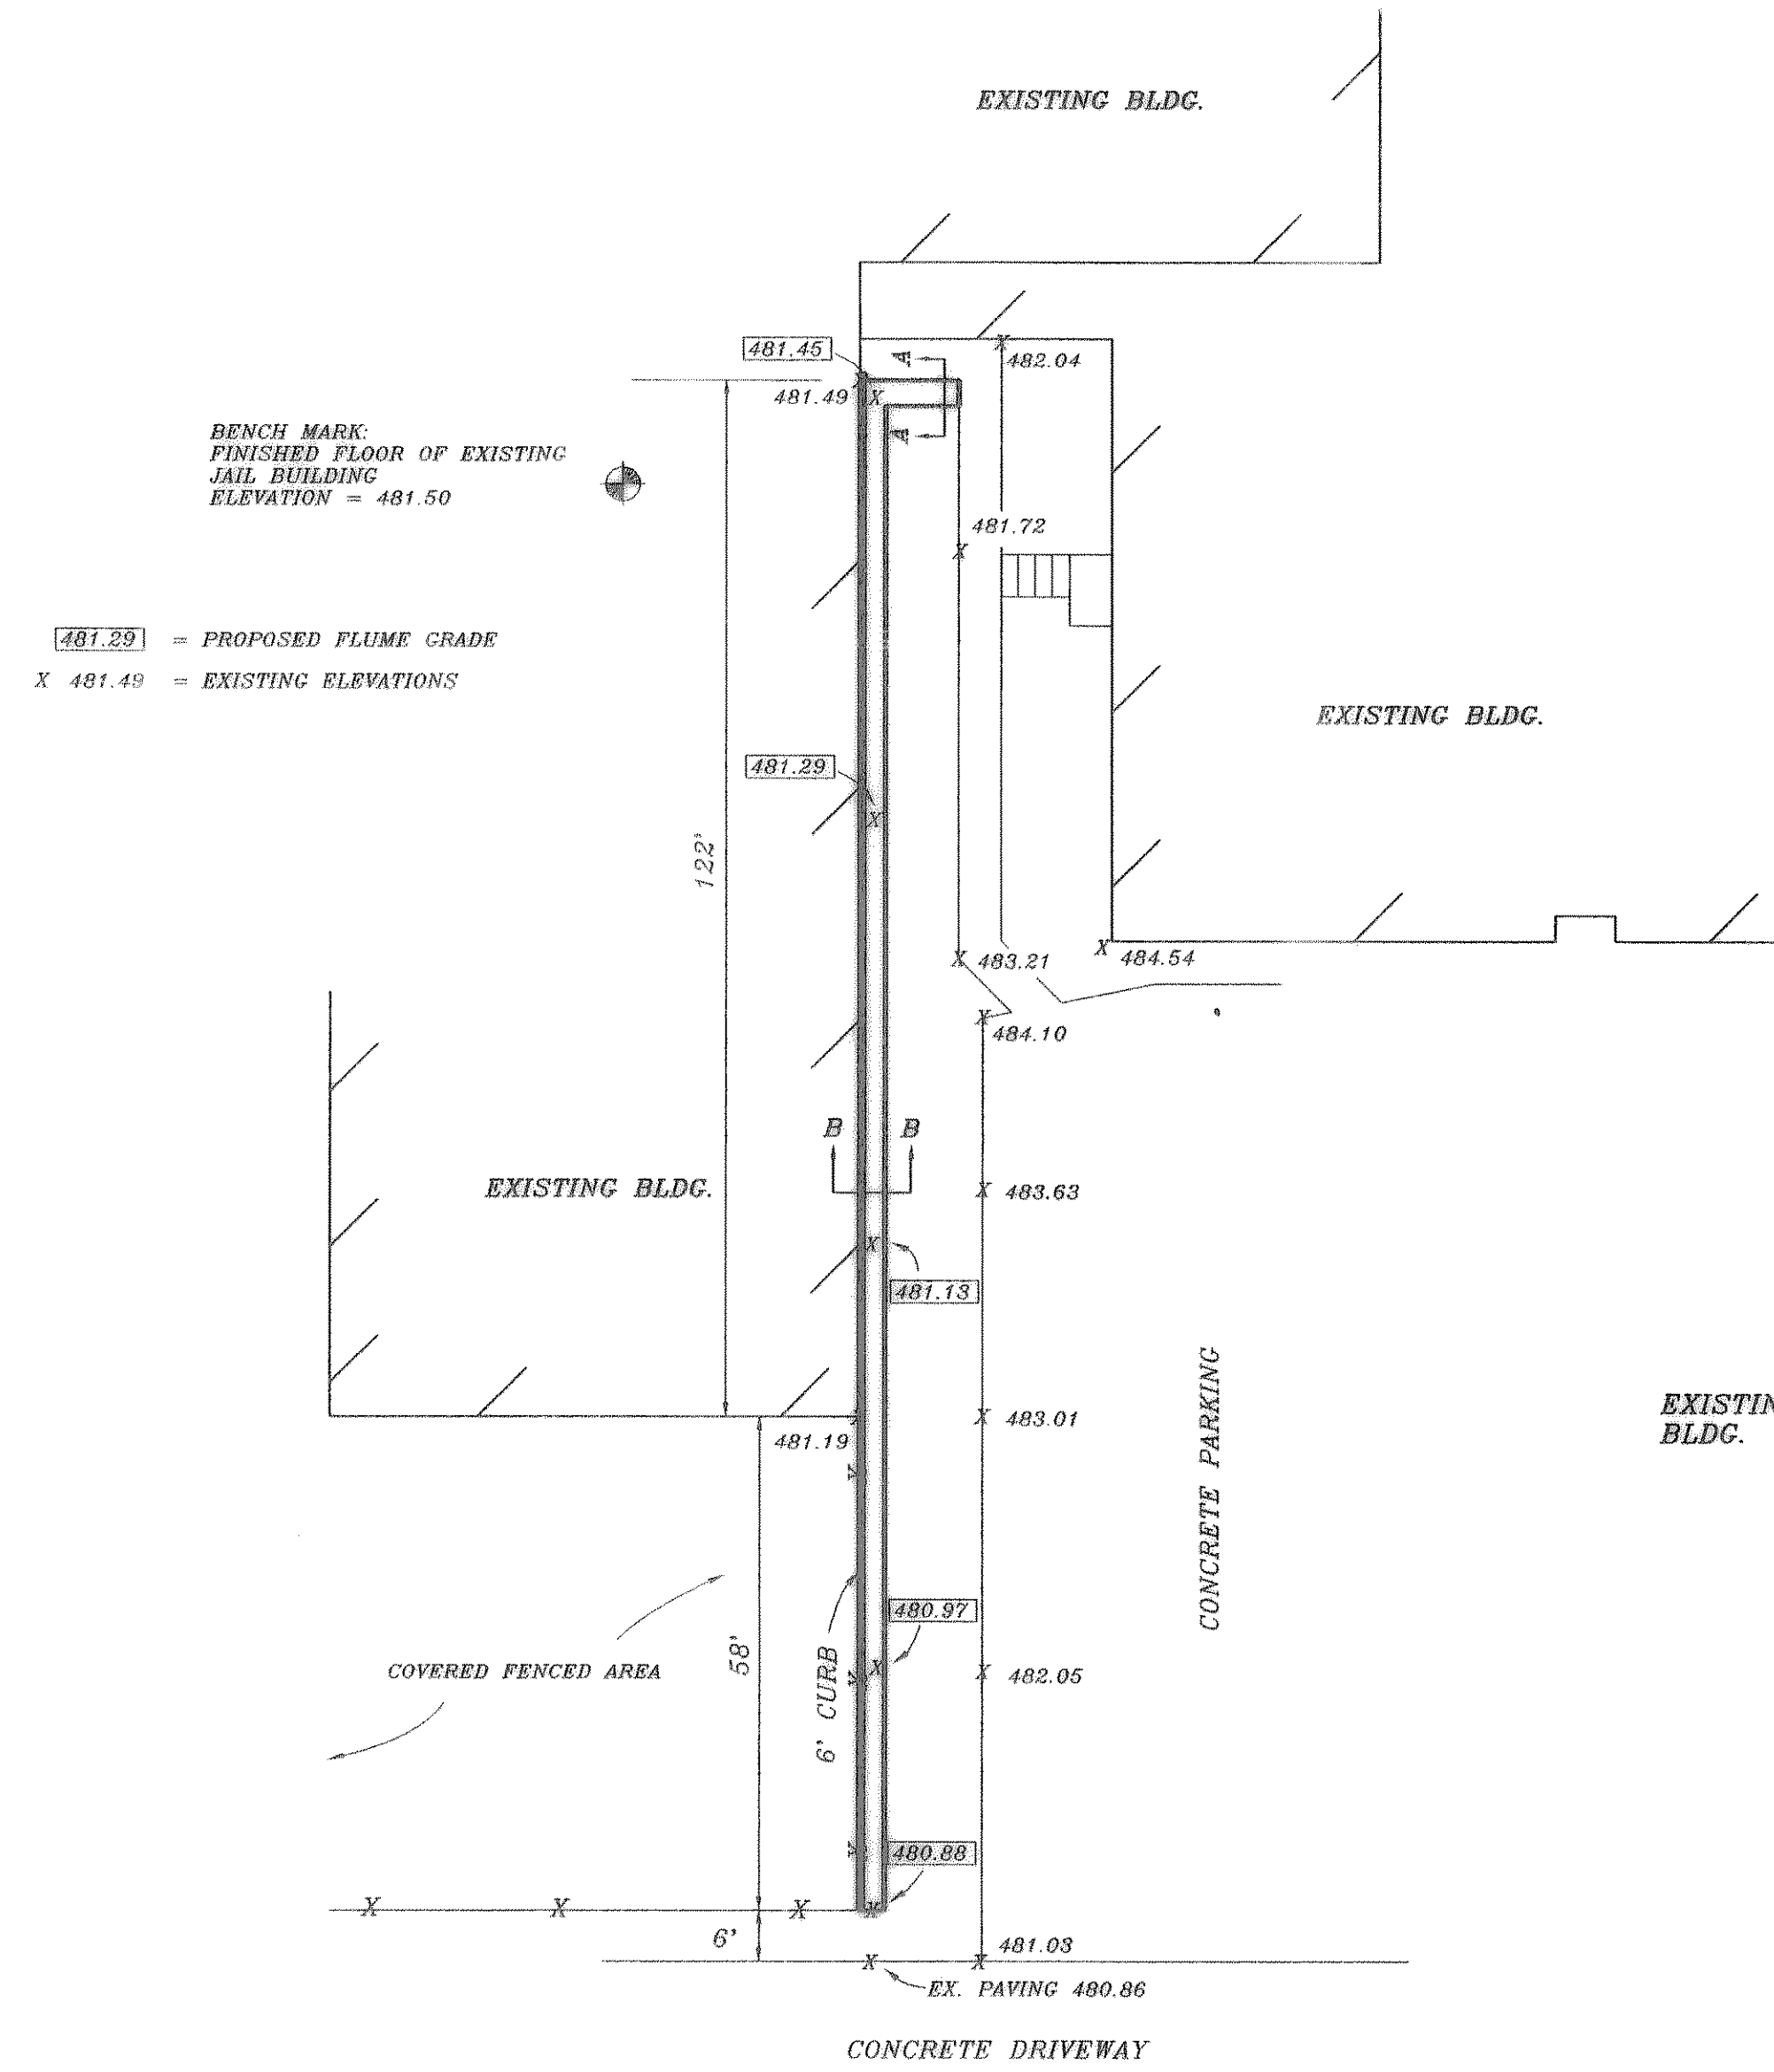 EXISTING BLDG.
481.45
482.04
481.49
A
A
BENCH MARK:
FINISHED FLOOR OF EXISTING
JAIL BUILDING
ELEVATION = 481.50
481.72
481.29 = PROPOSED FLUME GRADE
X 481.49 = EXISTING ELEVATIONS
EXISTING BLDG.
481.29
122'
483.21
484.54
484.10
B B
EXISTING BLDG.
483.63
481.13
CONCRETE PARKING
483.01
EXISTIN
BLDG.
481.19
480.97
58'
6' CURB
COVERED FENCED AREA
482.05
480.88
X X X
6'
481.03
EX. PAVING 480.86
CONCRETE DRIVEWAY